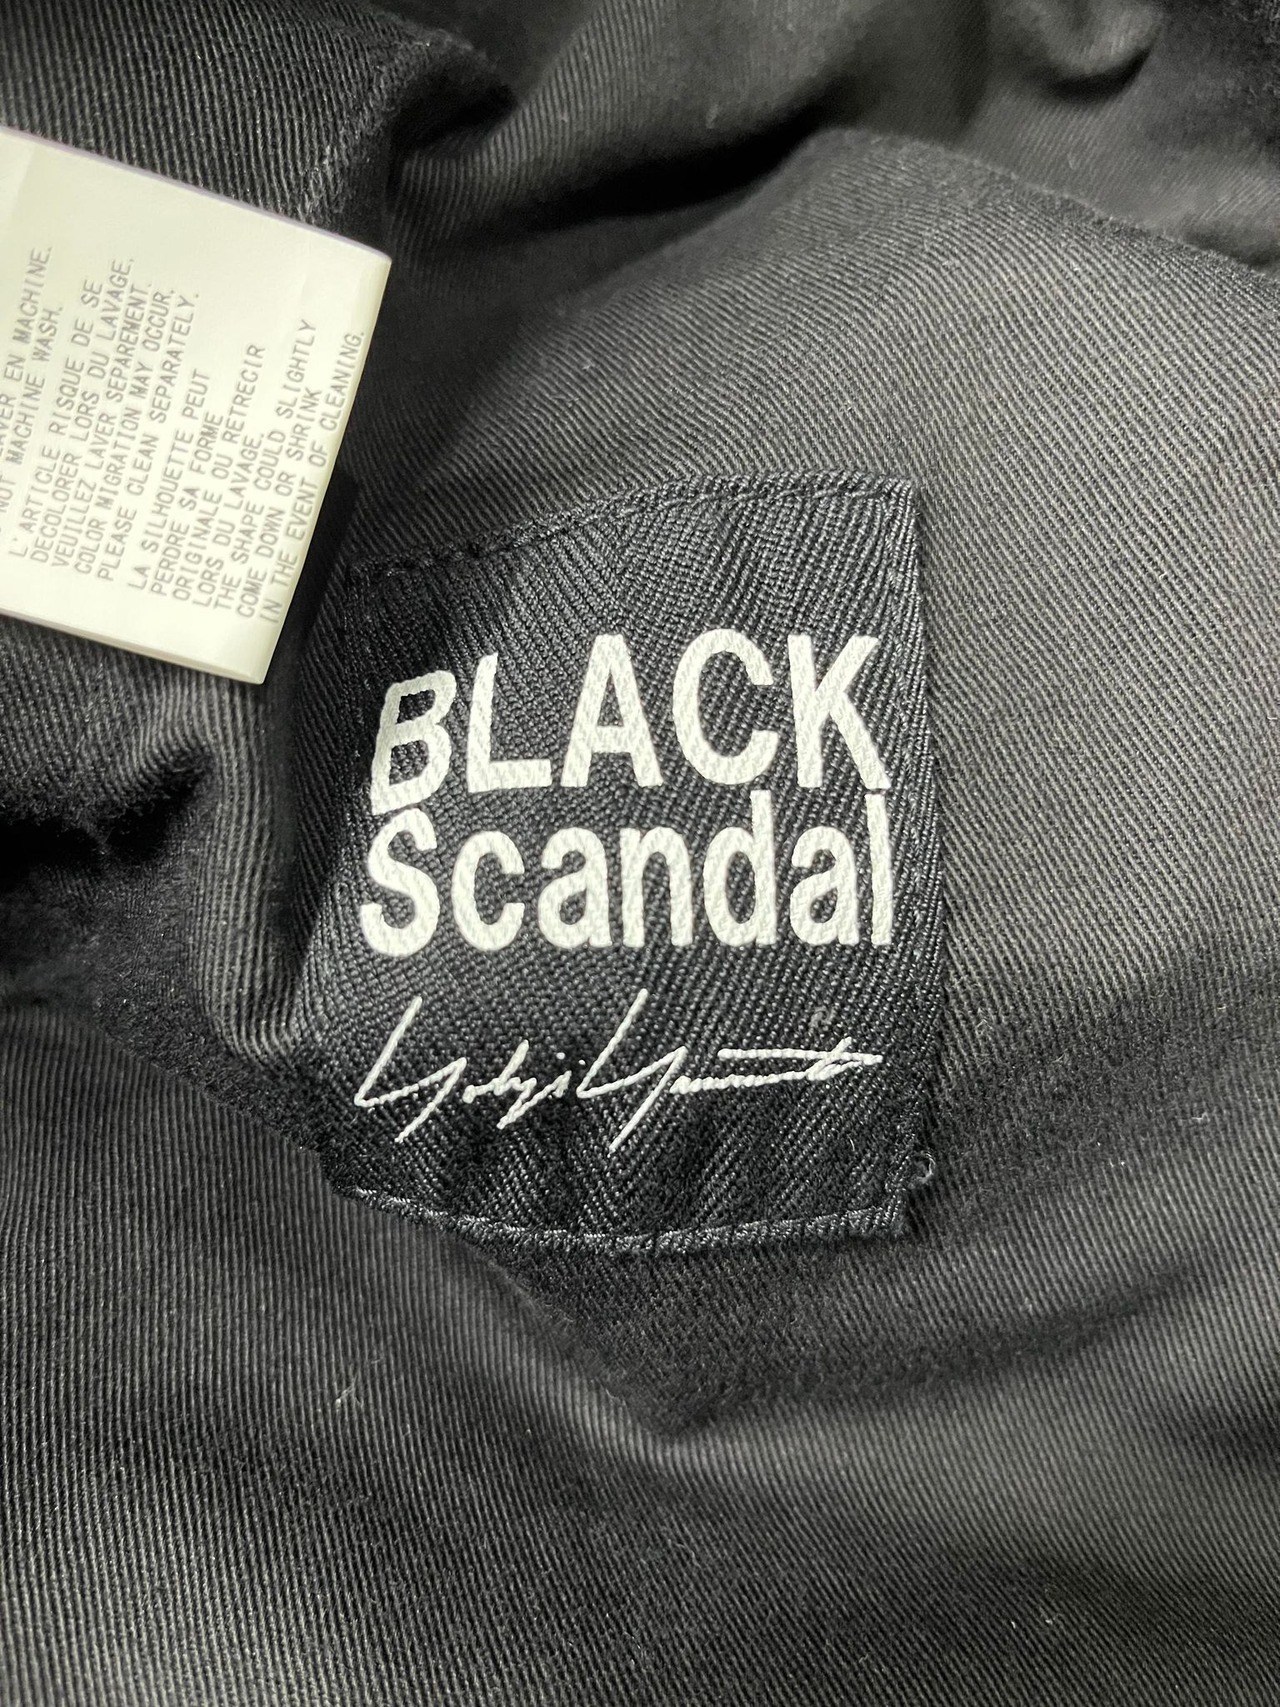 LAVER EN MACHINE.
NOT MACHINE WASH.
L'ARTICLE RISQUE DE SE
DECOLORER LORS DU LAVAGE,
VEUILLEZ LAVER SEPAREMENT.
COLOR MIGRATION MAY OCCUR,
PLEASE CLEAN SEPARATELY.
LA SILHOUETTE PEUT
PERDRE SA FORME
ORIGINALE OU RETRECIR
LORS DU LAVAGE.
THE SHAPE COULD SLIGHTLY
COME DOWN OR SHRINK
IN THE EVENT OF CLEANING.
BLACK
Scandal
Yohji Yamamoto